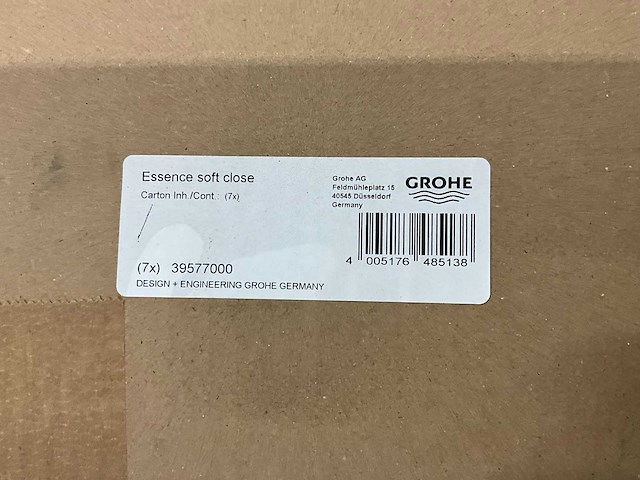 Essence soft close
Carton Inh./Cont.: (7x)
Grohe AG
Feldmühleplatz 15
40545 Düsseldorf
Germany
GROHE
4 005176 485138
(7x) 39577000
DESIGN + ENGINEERING GROHE GERMANY